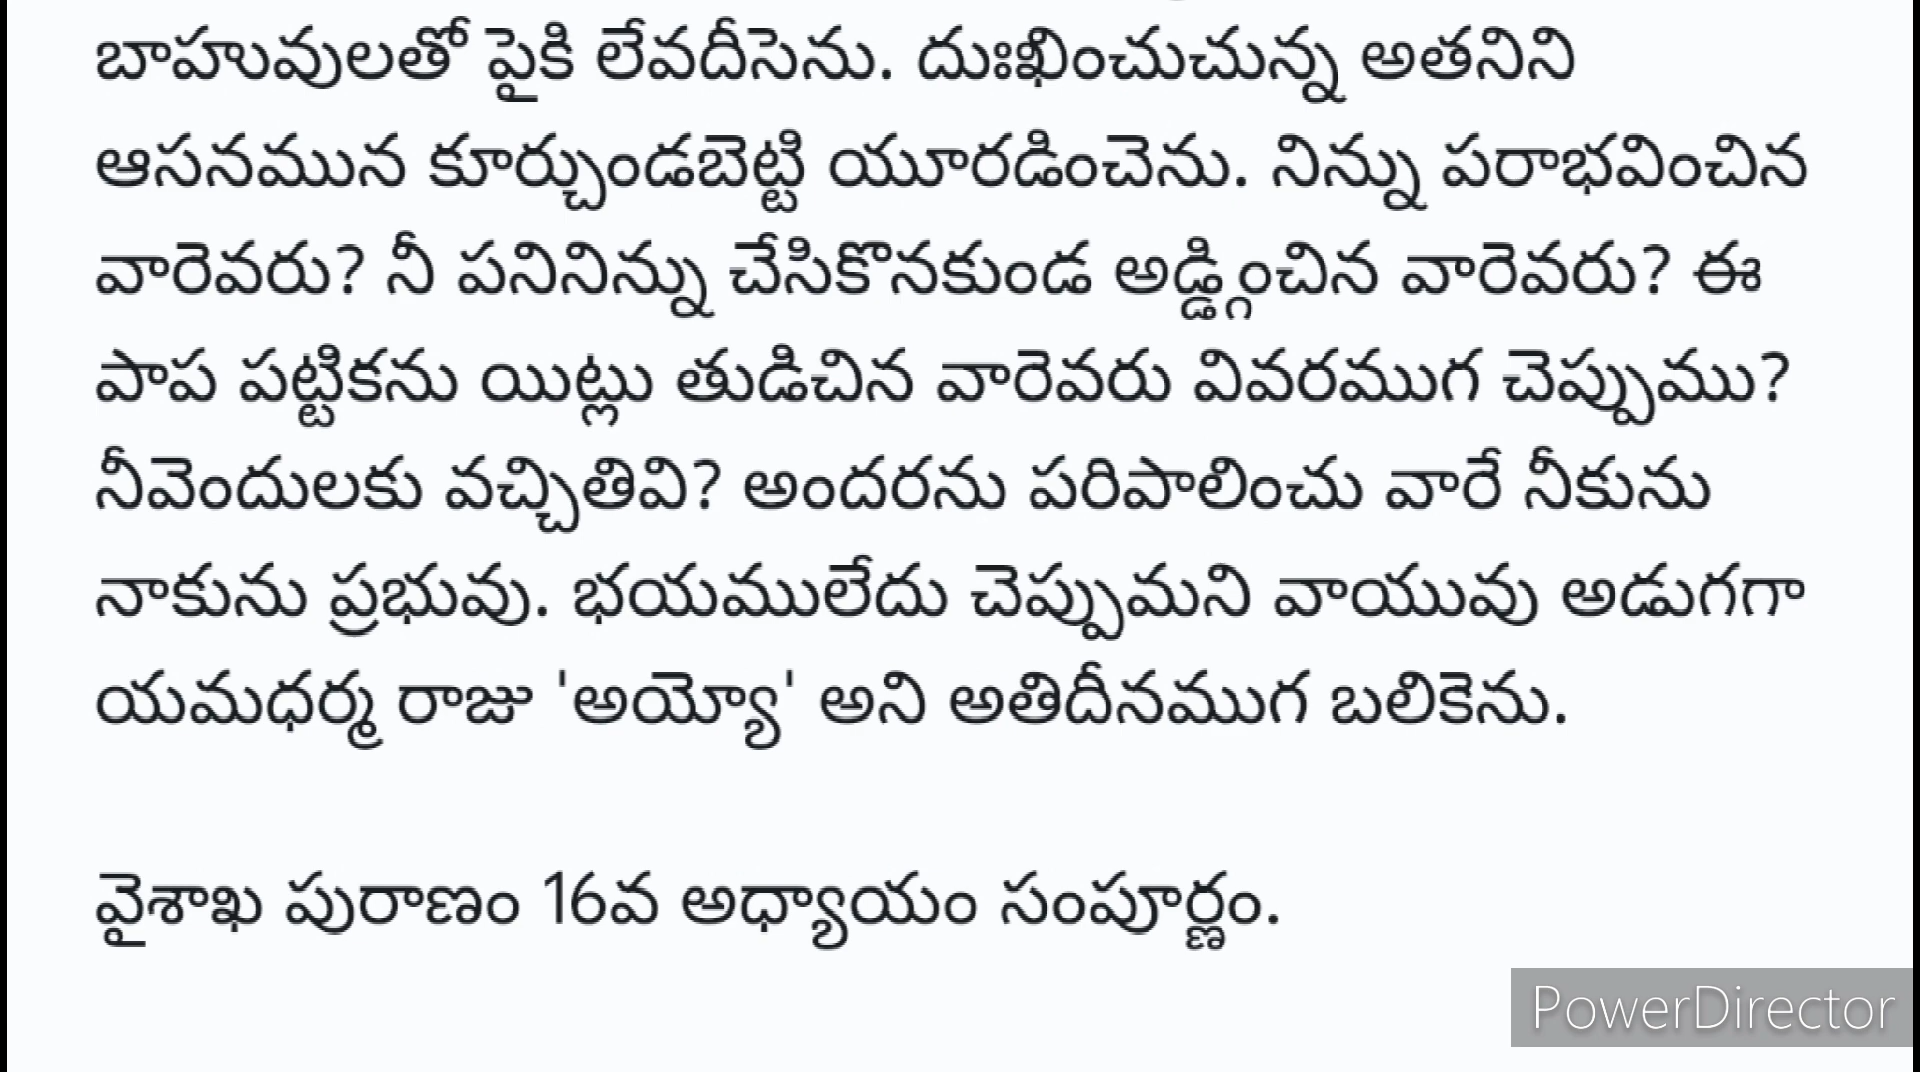 బాహువులతో పైకి లేవదీసెను. దుఃఖించుచున్న అతనిని
ఆసనమున కూర్చుండబెట్టి యూరడించెను. నిన్ను పరాభవించిన
వారెవరు? నీ పనినిన్ను చేసికొనకుండ అడ్డ్గించిన వారెవరు? ఈ
పాప పట్టికను యిట్లు తుడిచిన వారెవరు వివరముగ చెప్పుము?
నీవెందులకు వచ్చితివి? అందరను పరిపాలించు వారే నీకును
నాకును ప్రభువు. భయములేదు చెప్పుమని వాయువు అడుగగా
యమధర్మ రాజు 'అయ్యో' అని అతిదీనముగ బలికెను.
వైశాఖ పురాణం 16వ అధ్యాయం సంపూర్ణం.
PowerDirector